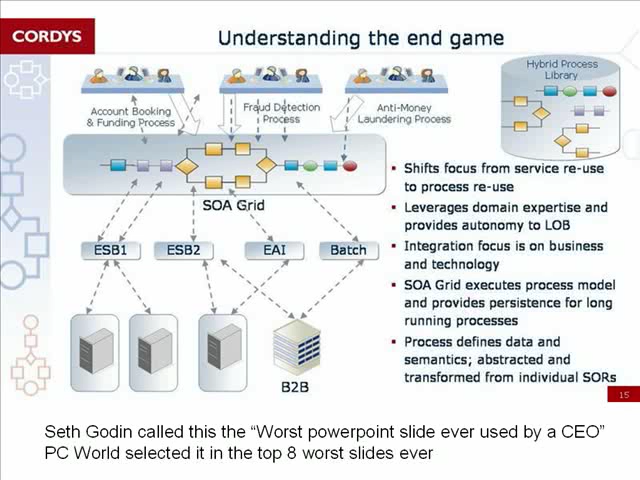 CORDYS
Understanding the end game
Hybrid Process
Library
Account Booking
& Funding Process
Fraud Detection
Process
Anti-Money
Laundering Process
SOA Grid
ESB1
ESB2
EAI
Batch
B2B
▪ Shifts focus from service re-use
to process re-use
▪ Leverages domain expertise and
provides autonomy to LOB
▪ Integration focus is on business
and technology
▪ SOA Grid executes process model
and provides persistence for long
running processes
▪ Process defines data and
semantics; abstracted and
transformed from individual SORs
15
Seth Godin called this the “Worst powerpoint slide ever used by a CEO”
PC World selected it in the top 8 worst slides ever